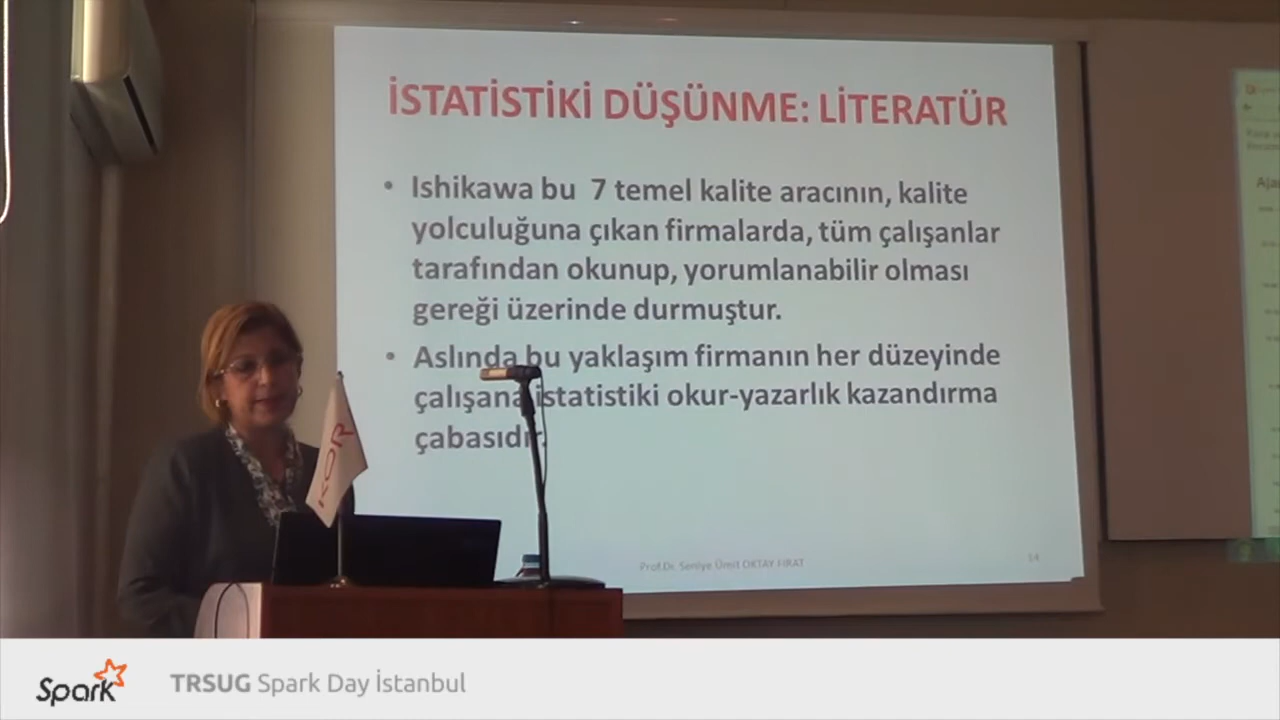 İSTATİSTİKİ DÜŞÜNME: LİTERATÜR
• Ishikawa bu 7 temel kalite aracının, kalite
yolculuğuna çıkan firmalarda, tüm çalışanlar
tarafından okunup, yorumlanabilir olması
gereği üzerinde durmuştur.
• Aslında bu yaklaşım firmanın her düzeyinde
çalışana istatistiki okur-yazarlık kazandırma
çabasıdır.
Prof.Dr. Seniye Ümit OKTAY FIRAT
14
Spark
TRSUG Spark Day İstanbul